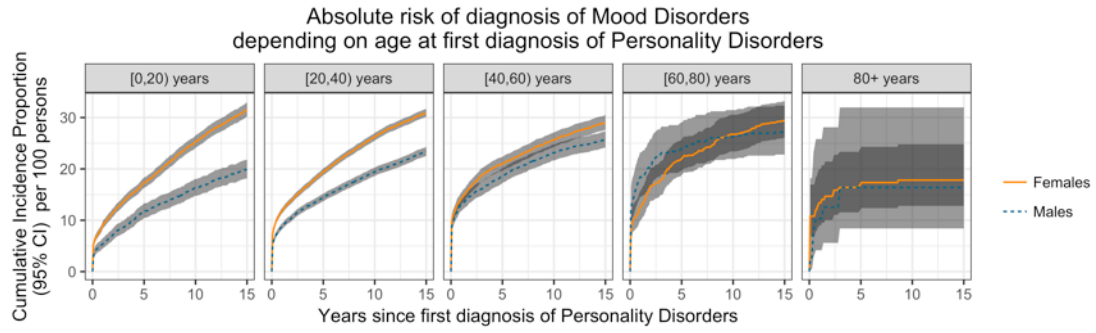 Absolute risk of diagnosis of Mood Disorders
depending on age at first diagnosis of Personality Disorders
Cumulative Incidence Proportion
(95% CI) per 100 persons
[0,20) years
[20,40) years
[40,60) years
[60,80) years
80+ years
30
20
10
0
0 5 10 15
0 5 10 15
0 5 10 15
0 5 10 15
0 5 10 15
Years since first diagnosis of Personality Disorders
Females
Males